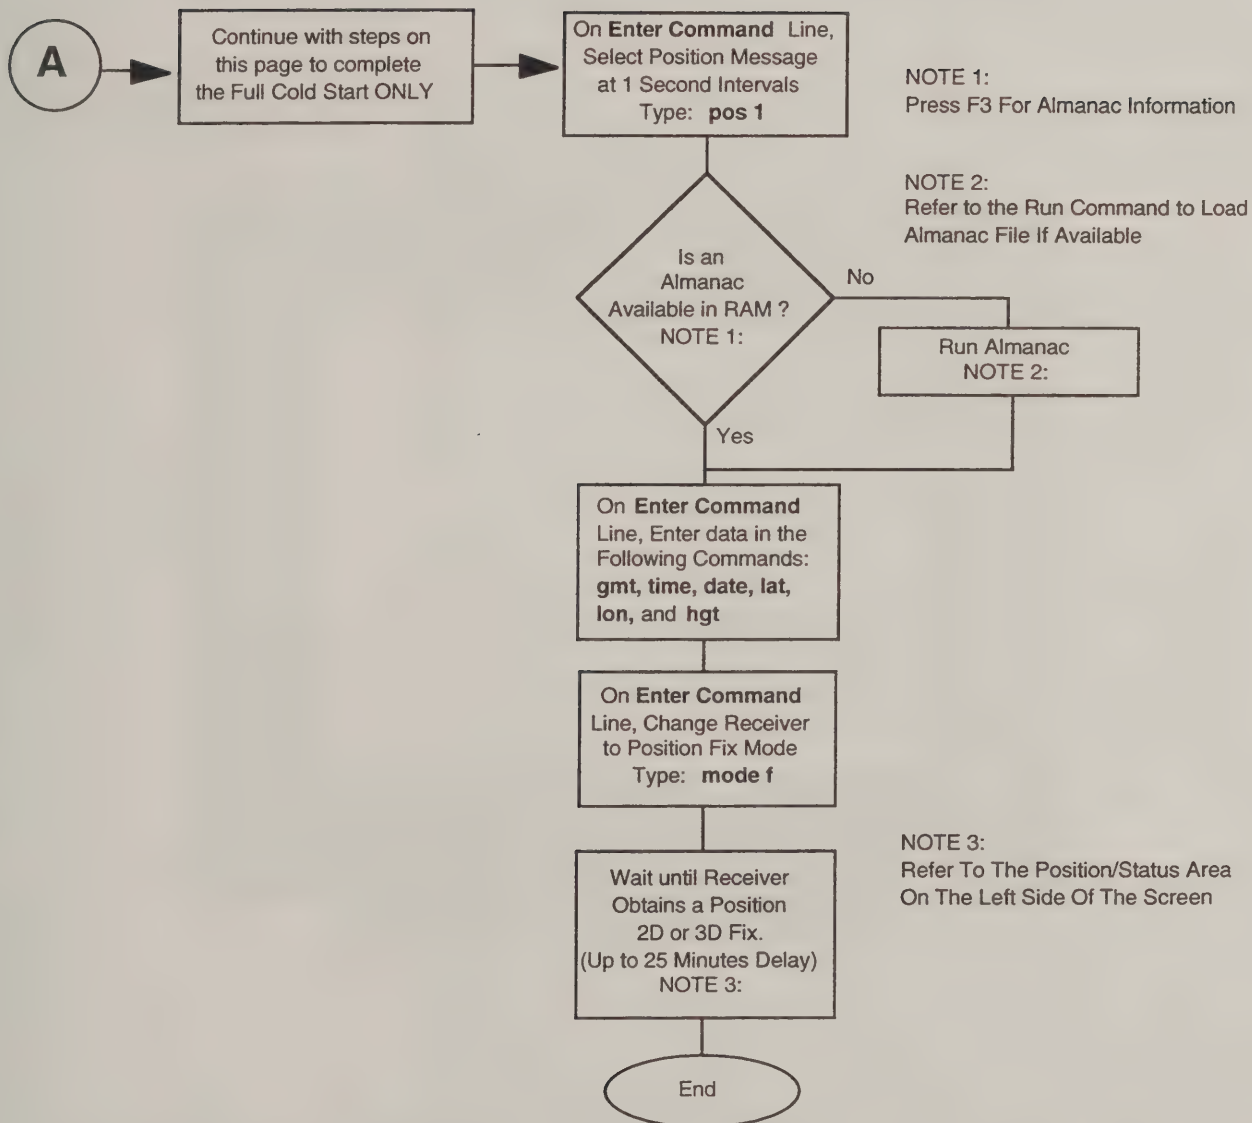 A
Continue with steps on
this page to complete
the Full Cold Start ONLY
On Enter Command Line,
Select Position Message
at 1 Second Intervals
Type: pos 1
NOTE 1:
Press F3 For Almanac Information
NOTE 2:
Refer to the Run Command to Load
Almanac File If Available
Is an
Almanac
Available in RAM ?
NOTE 1:
No
Run Almanac
NOTE 2:
Yes
On Enter Command
Line, Enter data in the
Following Commands:
gmt, time, date, lat,
lon, and hgt
On Enter Command
Line, Change Receiver
to Position Fix Mode
Type: mode f
Wait until Receiver
Obtains a Position
2D or 3D Fix.
(Up to 25 Minutes Delay)
NOTE 3:
NOTE 3:
Refer To The Position/Status Area
On The Left Side Of The Screen
End